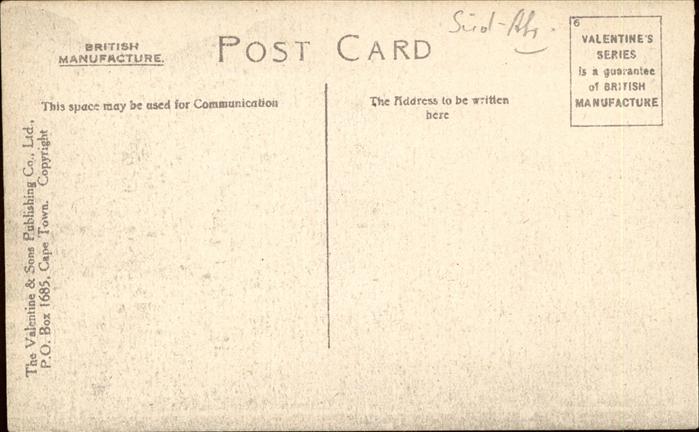 Süd-Afr.
6
BRITISH
MANUFACTURE.
POST CARD
VALENTINE'S
SERIES
is a guarantee
of BRITISH
MANUFACTURE
This space may be used for Communication
The Address to be written
here
The Valentine & Sons Publishing Co., Ltd.,
P.O. Box 1685, Cape Town. Copyright